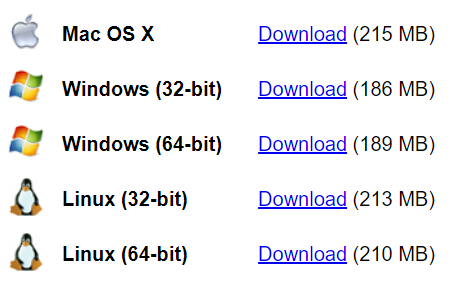 Mac OS X Download (215 MB)
Windows (32-bit) Download (186 MB)
Windows (64-bit) Download (189 MB)
Linux (32-bit) Download (213 MB)
Linux (64-bit) Download (210 MB)